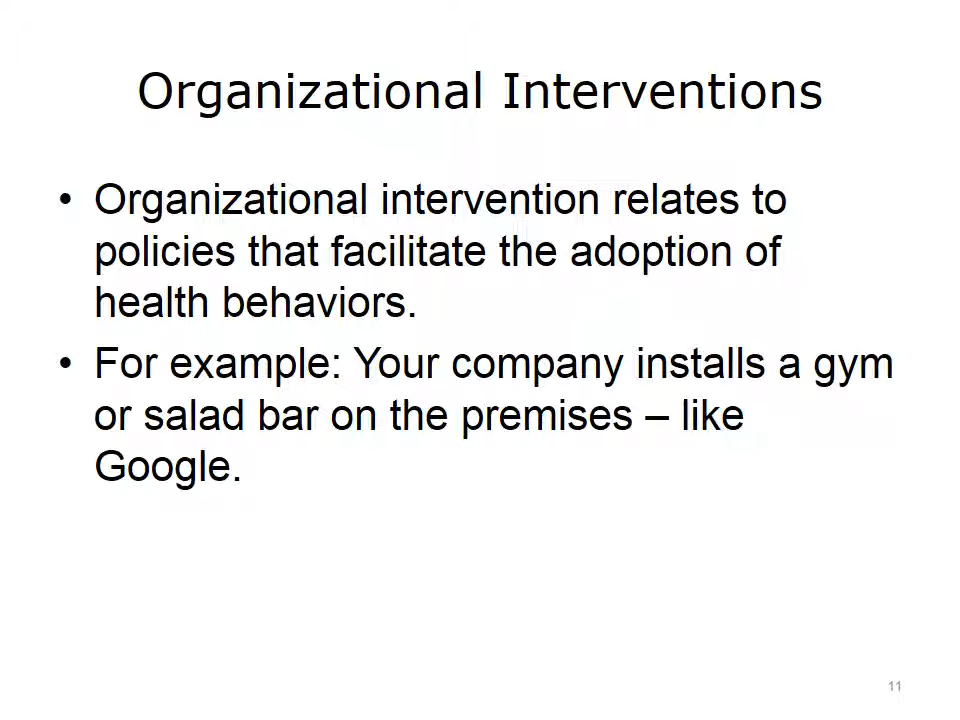 Organizational Interventions
• Organizational intervention relates to
policies that facilitate the adoption of
health behaviors.
• For example: Your company installs a gym
or salad bar on the premises – like
Google.
11